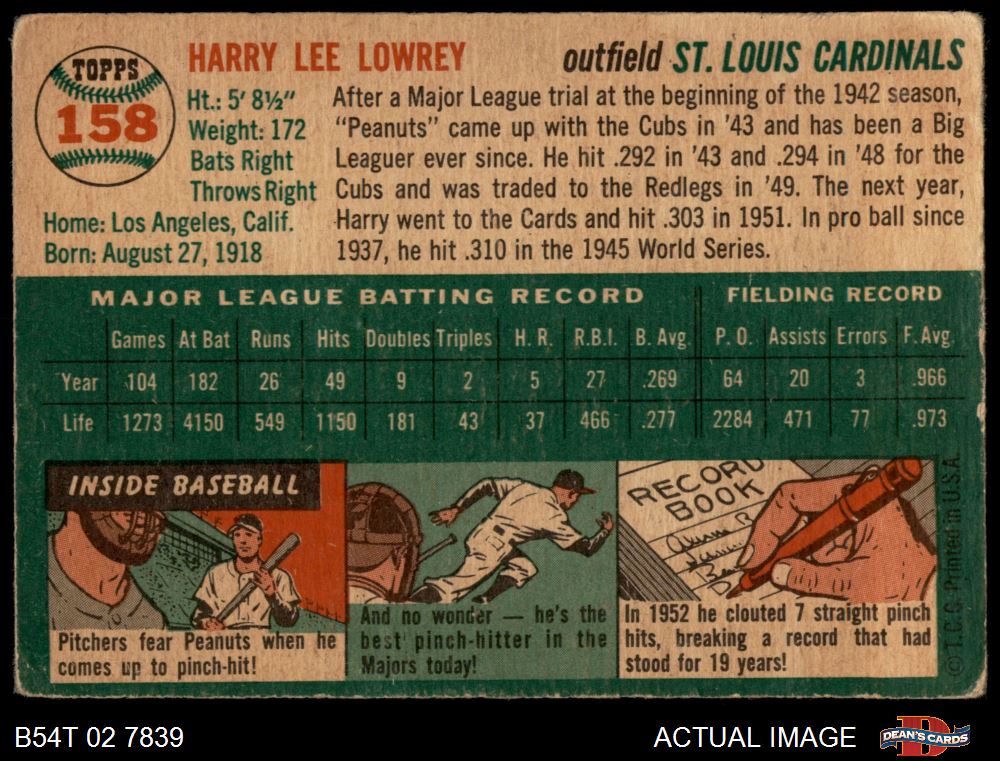 TOPPS
158
HARRY LEE LOWREY
outfield ST. LOUIS CARDINALS
Ht.: 5' 8½"
Weight: 172
Bats Right
Throws Right
Home: Los Angeles, Calif.
Born: August 27, 1918
After a Major League trial at the beginning of the 1942 season,
"Peanuts" came up with the Cubs in '43 and has been a Big
Leaguer ever since. He hit .292 in '43 and .294 in '48 for the
Cubs and was traded to the Redlegs in '49. The next year,
Harry went to the Cards and hit .303 in 1951. In pro ball since
1937, he hit .310 in the 1945 World Series.
MAJOR LEAGUE BATTING RECORD FIELDING RECORD
Games At Bat Runs Hits Doubles Triples H. R. R.B.I. B. Avg. P. O. Assists Errors F. Avg.
Year 104 182 26 49 9 2 5 27 .269 64 20 3 .966
Life 1273 4150 549 1150 181 43 37 466 .277 2284 471 77 .973
INSIDE BASEBALL
Pitchers fear Peanuts when he
comes up to pinch-hit!
And no wonder — he's the
best pinch-hitter in the
Majors today!
RECORD
BOOK
In 1952 he clouted 7 straight pinch
hits, breaking a record that had
stood for 19 years!
© T.C.G. Printed in U.S.A.
B54T 02 7839
ACTUAL IMAGE
DEAN'S CARDS